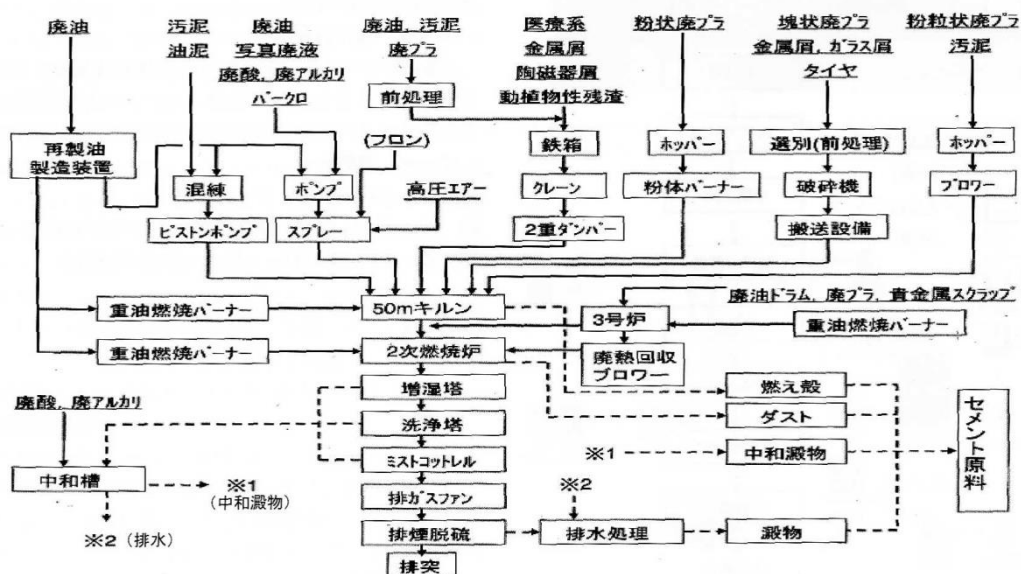 廃油
汚泥
油泥
廃油
写真廃液
廃酸, 廃アルカリ
パークロ
廃油, 汚泥
廃プラ
医療系
金属屑
陶磁器屑
動植物性残渣
粉状廃プラ
塊状廃プラ
金属屑, ガラス屑
タイヤ
粉粒状廃プラ
汚泥
前処理
再製油
製造装置
(フロン)
鉄箱
ホッパー
選別(前処理)
ホッパー
混練
ポンプ
高圧エアー
クレーン
粉体バーナー
破砕機
ブロワー
ピストンポンプ
スプレー
2重ダンパー
搬送設備
重油燃焼バーナー
50mキルン
廃油ドラム, 廃プラ, 貴金属スクラップ
3号炉
重油燃焼バーナー
重油燃焼バーナー
2次燃焼炉
廃熱回収
ブロワー
増湿塔
燃え殻
廃酸, 廃アルカリ
洗浄塔
ダスト
セメント原料
中和槽
※1
(中和澱物)
ミストコットレル
※1
中和澱物
排ガスファン
※2
※2 (排水)
排煙脱硫
排水処理
澱物
排突